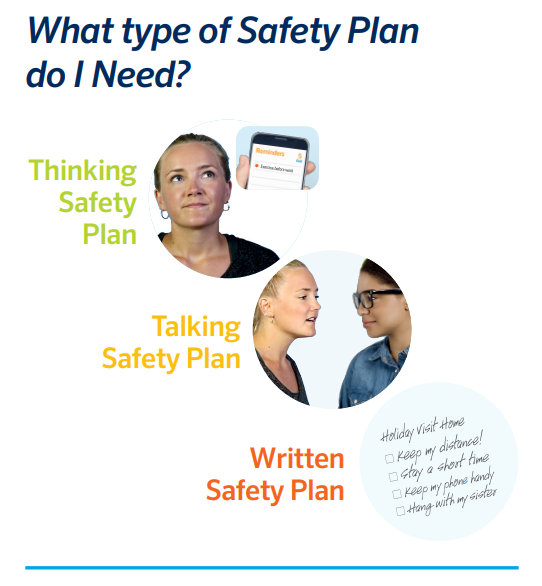 What type of Safety Plan
do I Need?
Thinking
Safety
Plan
Reminders
Exercise before work
Talking
Safety Plan
Written
Safety Plan
Holiday Visit Home
Keep my distance!
Stay a short time
Keep my phone handy
Hang with my sister